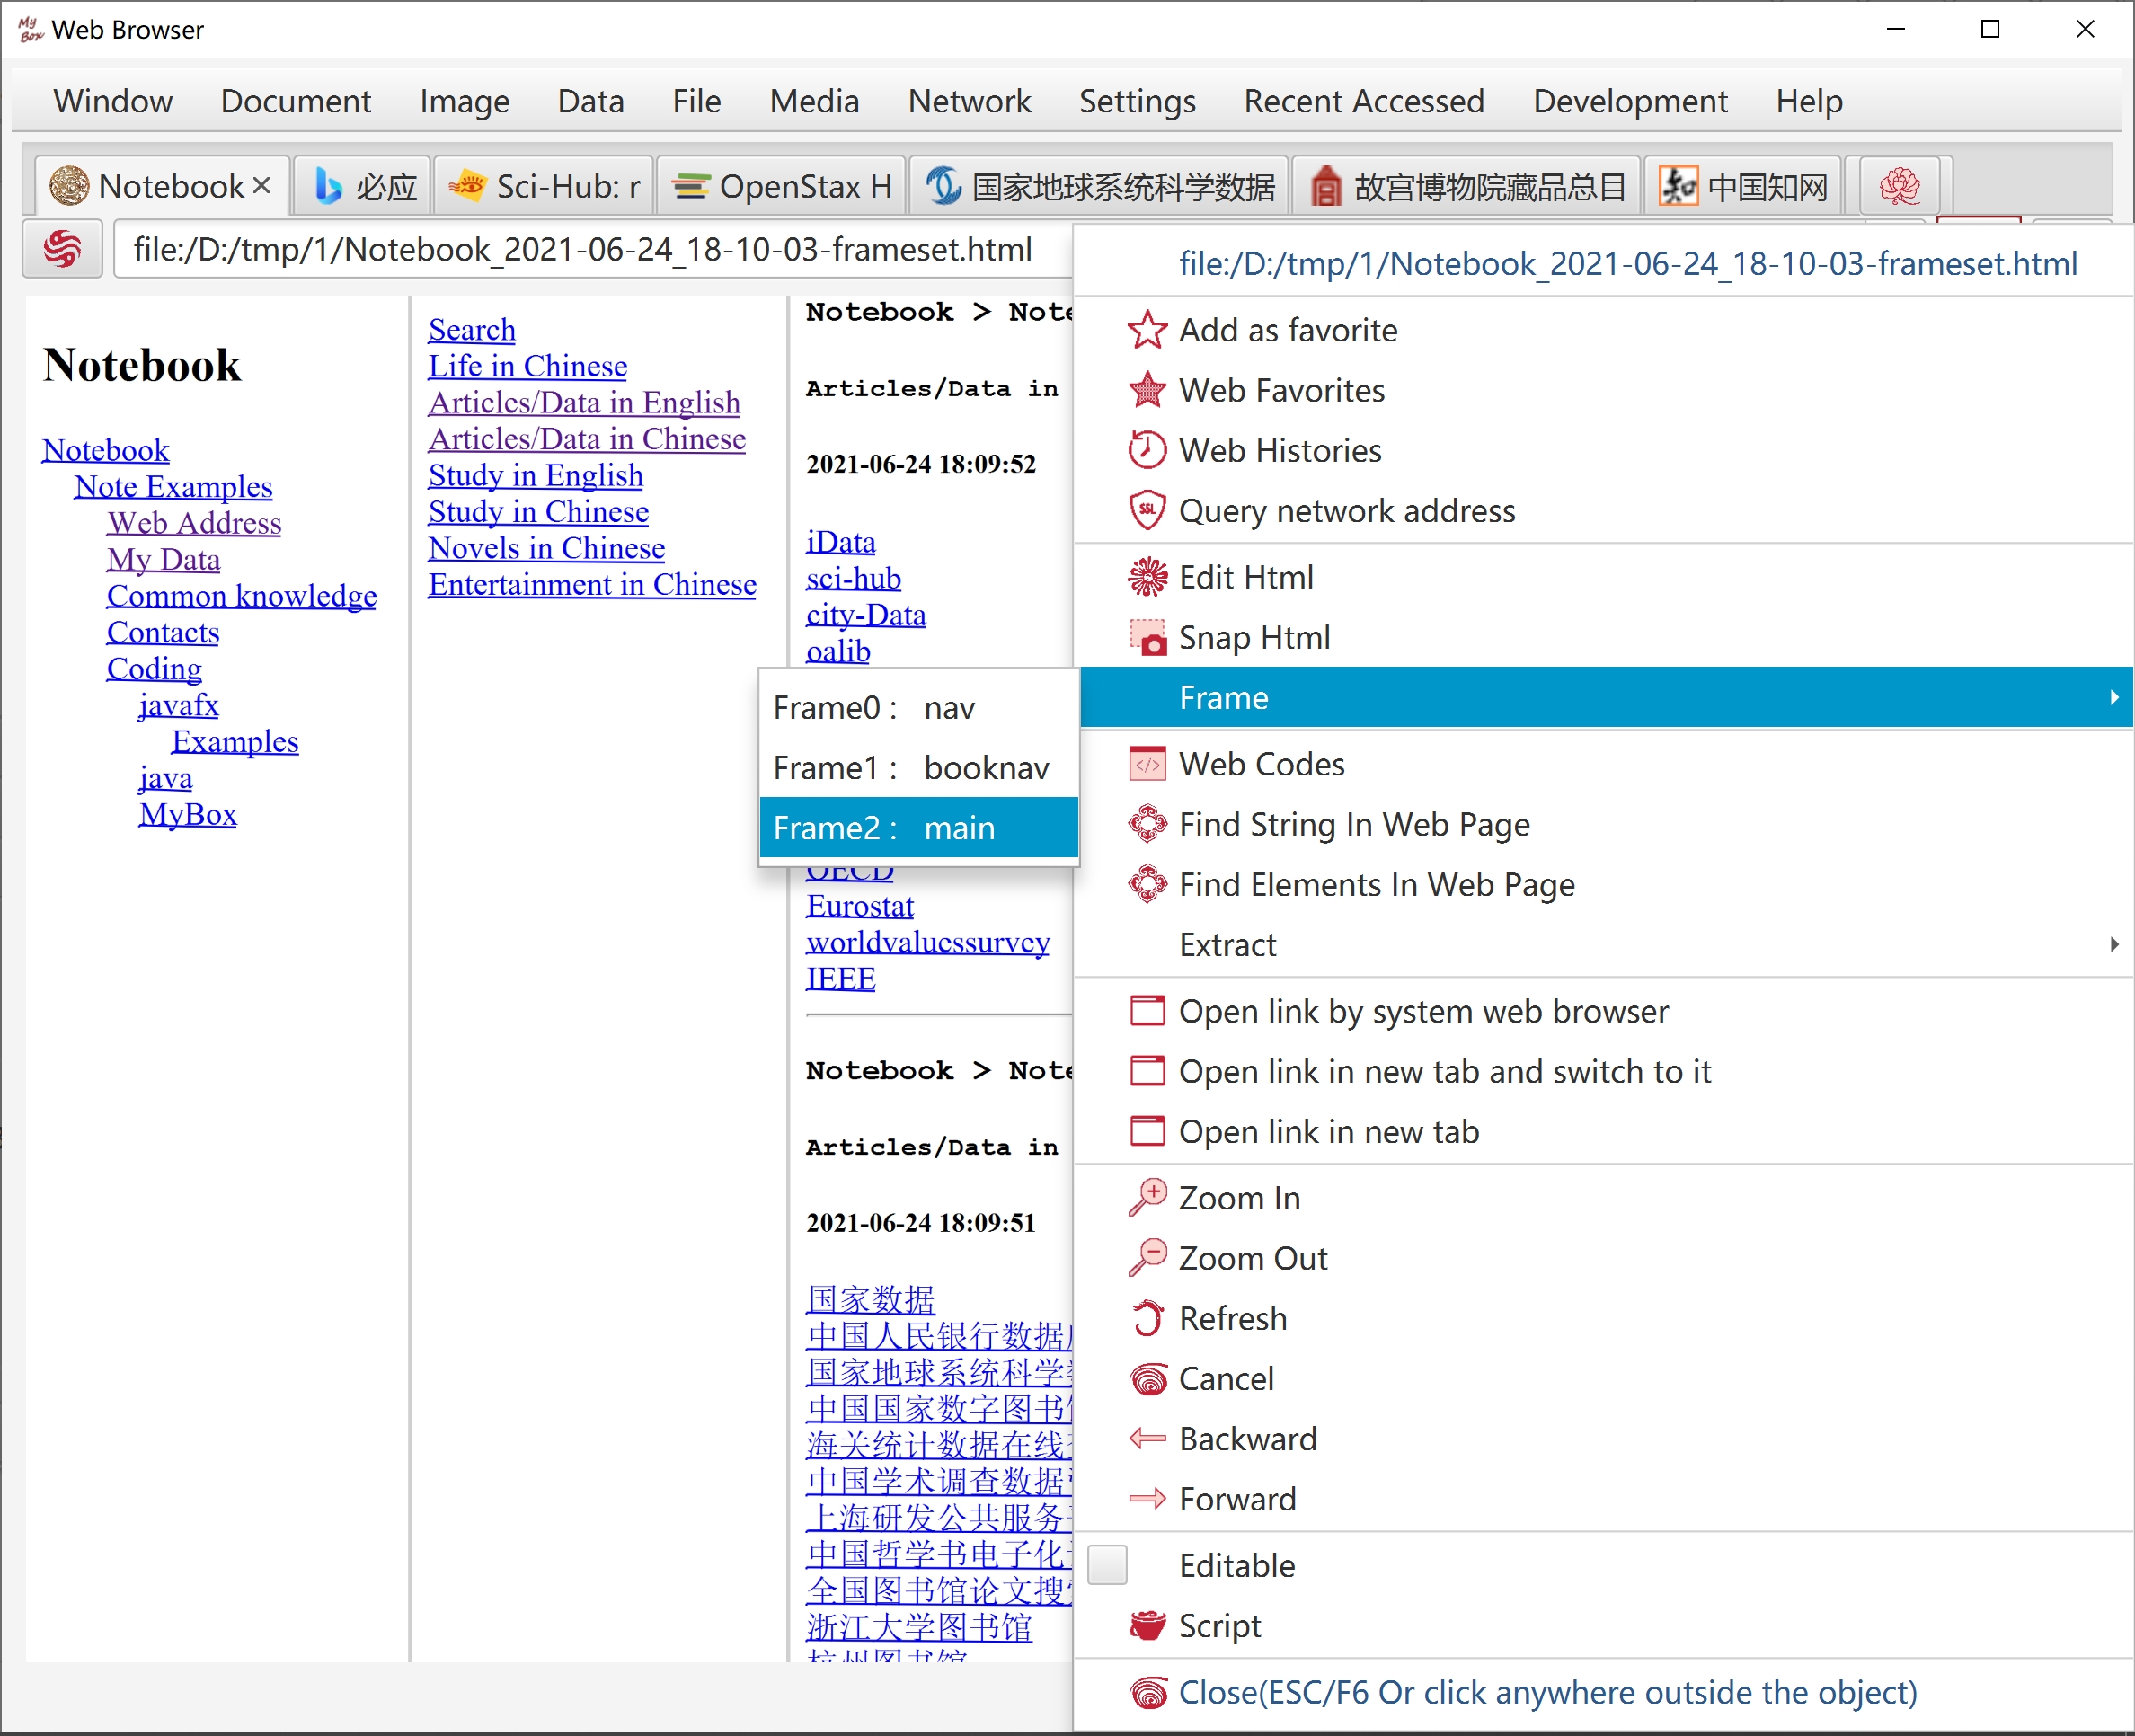 My Box Web Browser
Window Document Image Data File Media Network Settings Recent Accessed Development Help
Notebook 必应 Sci-Hub: r OpenStax H 国家地球系统科学数据 故宫博物院藏品总目 知 中国知网
file:/D:/tmp/1/Notebook_2021-06-24_18-10-03-frameset.html
Notebook
Notebook
Note Examples
Web Address
My Data
Common knowledge
Contacts
Coding
javafx
Examples
java
MyBox
Search
Life in Chinese
Articles/Data in English
Articles/Data in Chinese
Study in English
Study in Chinese
Novels in Chinese
Entertainment in Chinese
Notebook > Note
Articles/Data in
2021-06-24 18:09:52
iData
sci-hub
city-Data
oalib
OECD
Eurostat
worldvaluessurvey
IEEE
Notebook > Note
Articles/Data in
2021-06-24 18:09:51
国家数据
中国人民银行数据
国家地球系统科学
中国国家数字图书
海关统计数据在线
中国学术调查数据
上海研发公共服务
中国哲学书电子化
全国图书馆论文搜
浙江大学图书馆
杭州图书馆
Frame0 : nav
Frame1 : booknav
Frame2 : main
file:/D:/tmp/1/Notebook_2021-06-24_18-10-03-frameset.html
Add as favorite
Web Favorites
Web Histories
SSL Query network address
Edit Html
Snap Html
Frame
</> Web Codes
Find String In Web Page
Find Elements In Web Page
Extract
Open link by system web browser
Open link in new tab and switch to it
Open link in new tab
Zoom In
Zoom Out
Refresh
Cancel
Backward
Forward
Editable
Script
Close(ESC/F6 Or click anywhere outside the object)